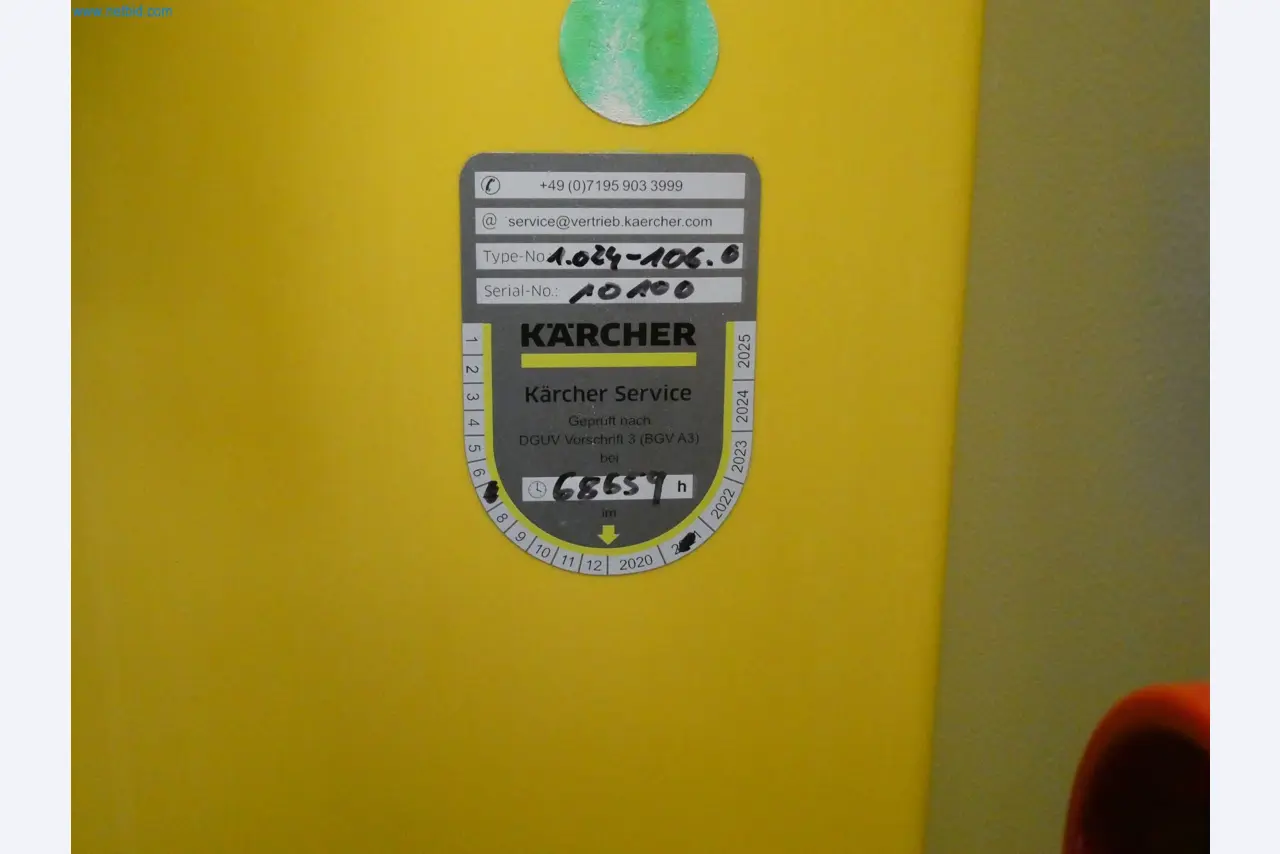 www.netbid.com
+49 (0)7195 903 3999
@ service@vertrieb.kaercher.com
Type-No.: 1.024-106.0
Serial-No.: 10100
KÄRCHER
Kärcher Service
Geprüft nach
DGUV Vorschrift 3 (BGV A3)
bei
68659 h
im
1 2 3 4 5 6 8 9 10 11 12 2020 2021 2022 2023 2024 2025